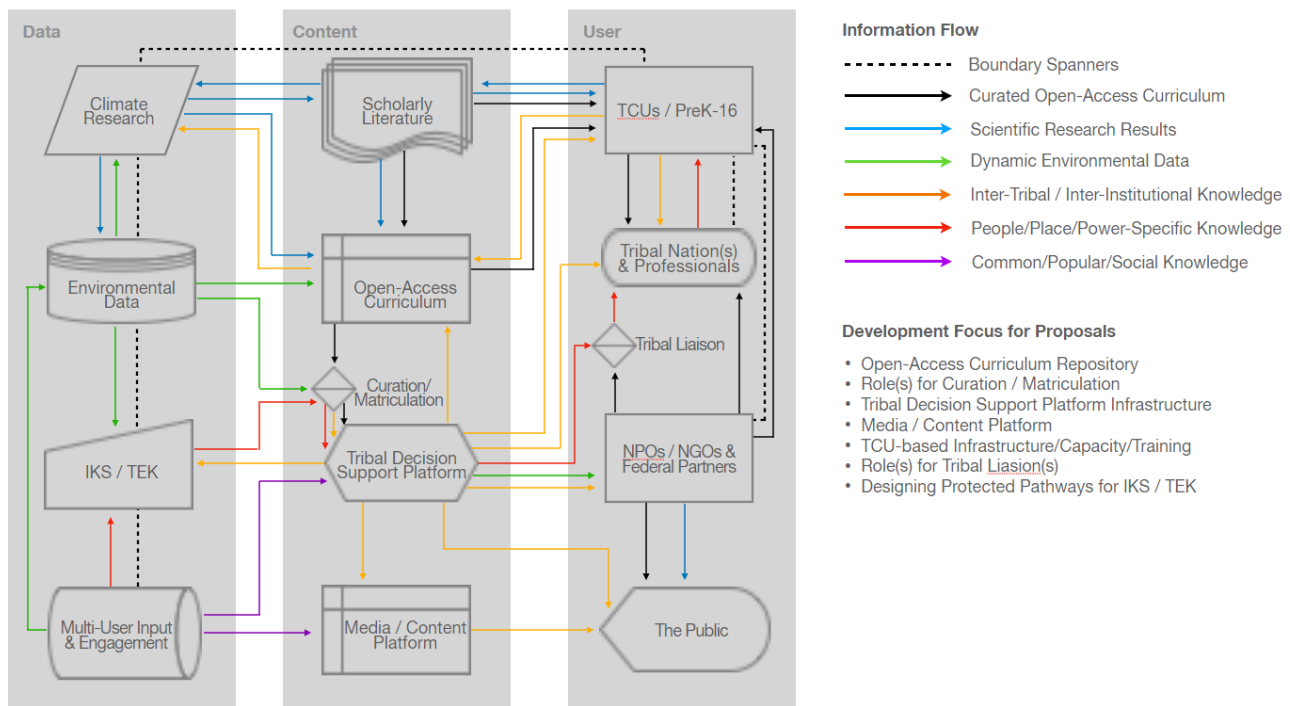 Data
Content
User
Climate
Research
Scholarly
Literature
TCUs / PreK-16
Environmental
Data
Open-Access
Curriculum
Tribal Nation(s)
& Professionals
Tribal Liaison
Curation/
Matriculation
IKS / TEK
Tribal Decision
Support Platform
NPOs / NGOs &
Federal Partners
Multi-User Input
& Engagement
Media / Content
Platform
The Public
Information Flow
Boundary Spanners
Curated Open-Access Curriculum
Scientific Research Results
Dynamic Environmental Data
Inter-Tribal / Inter-Institutional Knowledge
People/Place/Power-Specific Knowledge
Common/Popular/Social Knowledge
Development Focus for Proposals
• Open-Access Curriculum Repository
• Role(s) for Curation / Matriculation
• Tribal Decision Support Platform Infrastructure
• Media / Content Platform
• TCU-based Infrastructure/Capacity/Training
• Role(s) for Tribal Liasion(s)
• Designing Protected Pathways for IKS / TEK